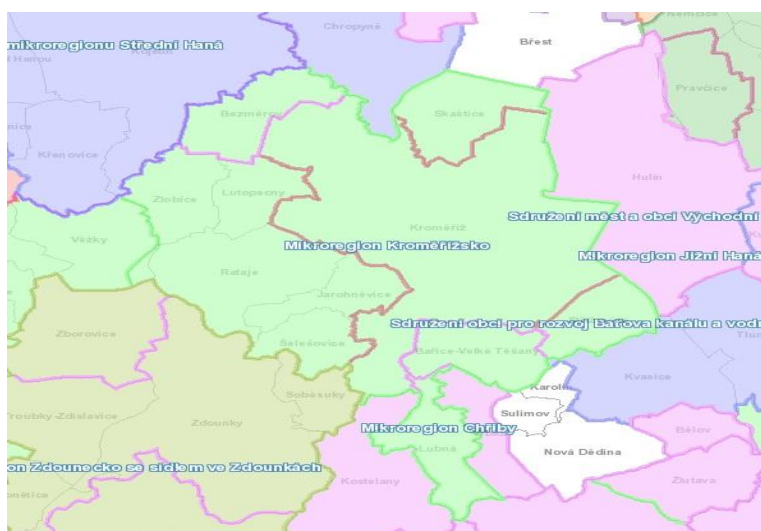 Chropyně
Břest
mikroregionu Střední Haná
Němčice
Pravčice
Bezměrov
Skaštice
Křenovice
Hulín
Zlobice
Lutopecny
Kroměříž
Sdružení měst a obcí Východní
Věžky
Mikroregion Kroměřížsko
Mikroregion Jižní Haná
Rataje
Jarohněvice
Sdružení obcí pro rozvoj Baťova kanálu a vodn
Zborovice
Šelešovice
Bařice-Velké Těšany
Kvasice
Soběsuky
Karolín
Troubky-Zdislavice
Zdounky
Sulimov
Mikroregion Chřiby
Bělov
Lubná
Nová Dědina
on Zdounecko se sídlem ve Zdounkách
Kostelany
Žlutava